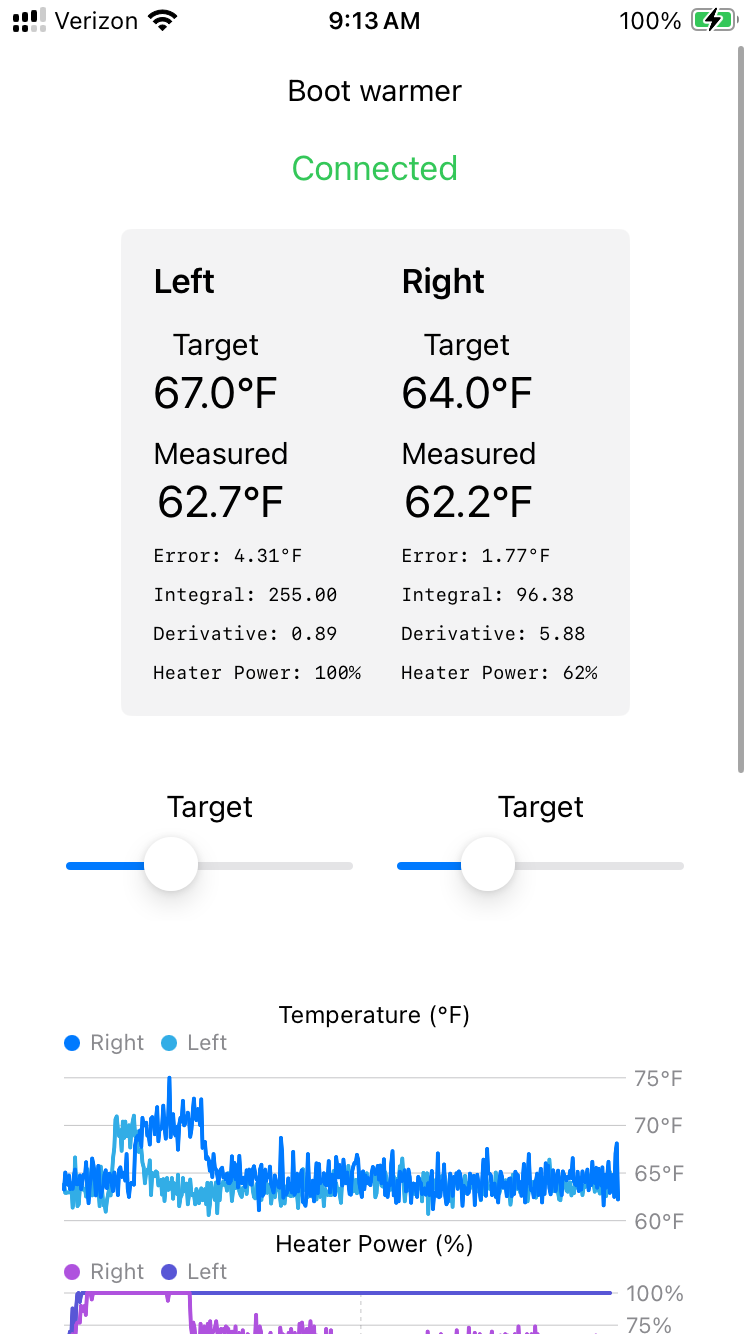 Verizon 9:13 AM 100%
Boot warmer
Connected
Left Right
Target Target
67.0°F 64.0°F
Measured Measured
62.7°F 62.2°F
Error: 4.31°F Error: 1.77°F
Integral: 255.00 Integral: 96.38
Derivative: 0.89 Derivative: 5.88
Heater Power: 100% Heater Power: 62%
Target Target
Temperature (°F)
Right Left
75°F
70°F
65°F
60°F
Heater Power (%)
Right Left
100%
75%